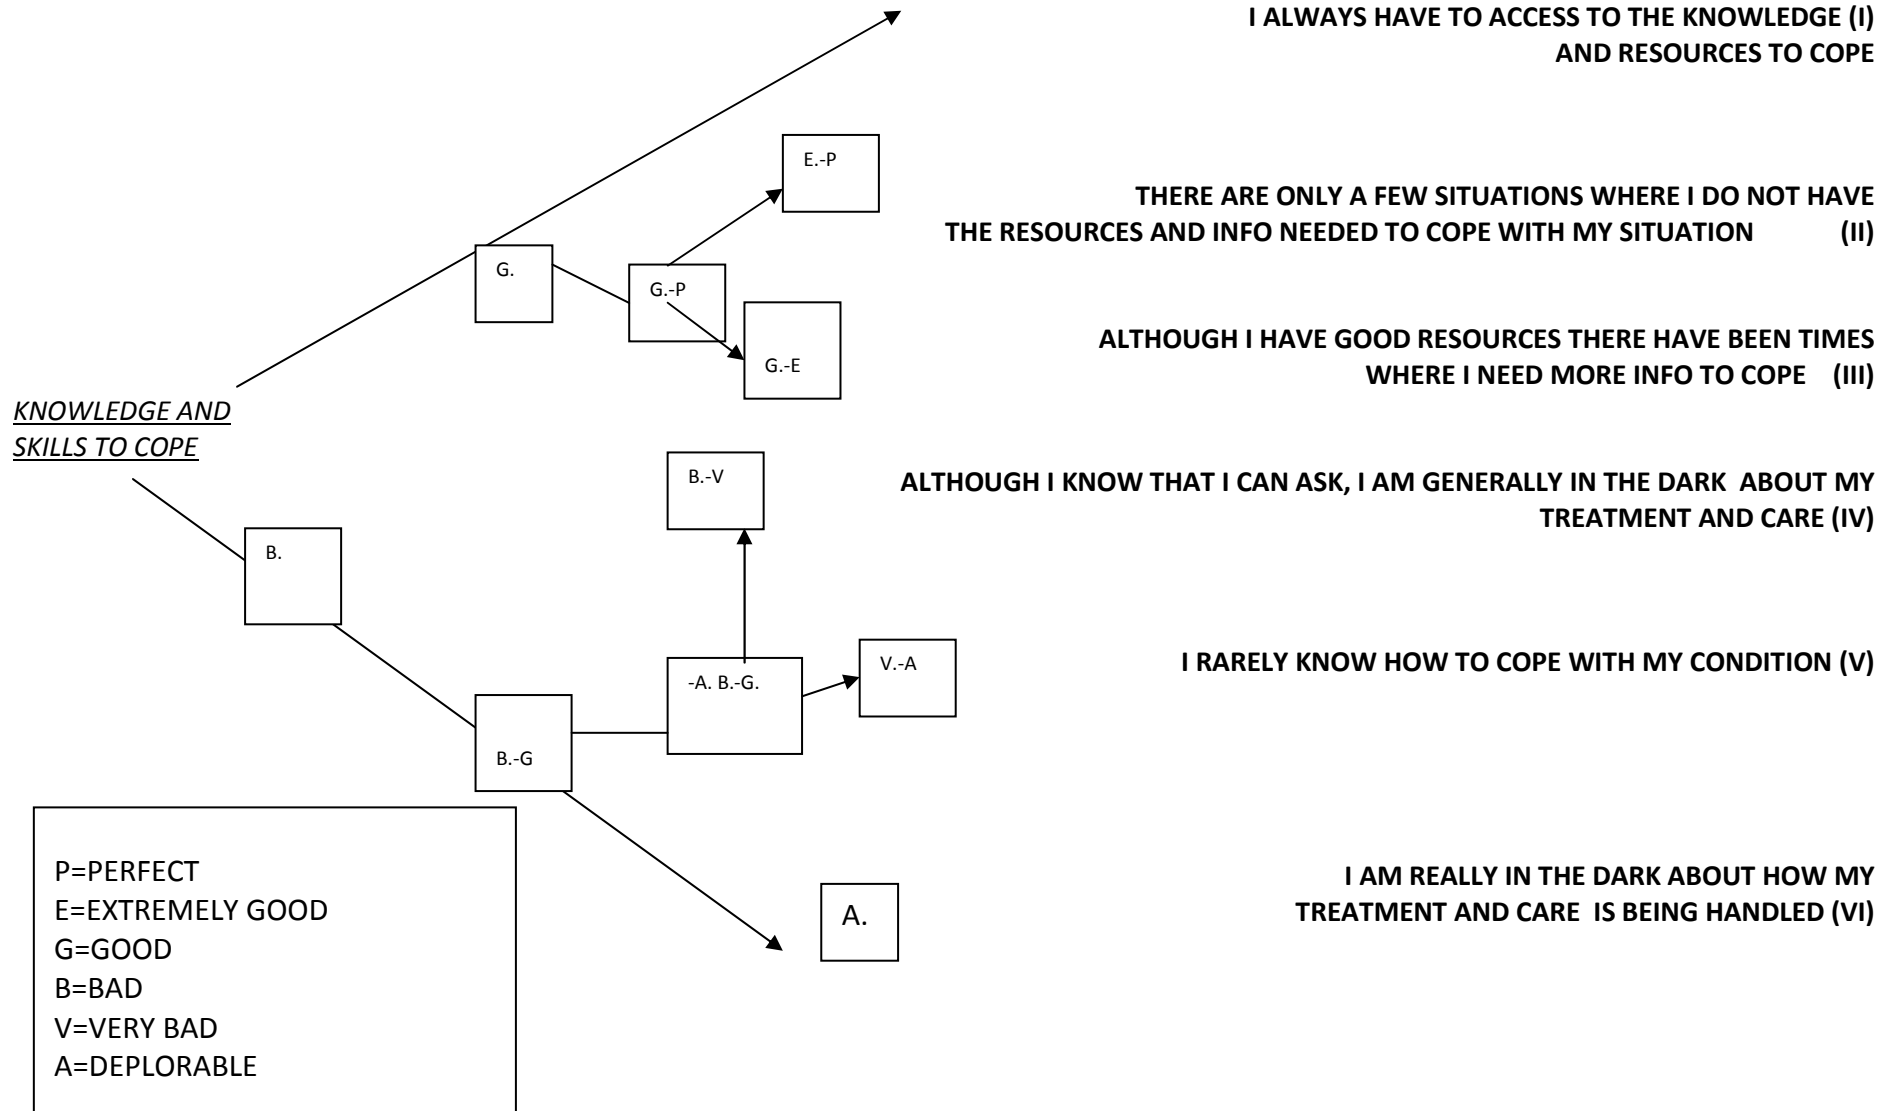 I ALWAYS HAVE TO ACCESS TO THE KNOWLEDGE (I)
AND RESOURCES TO COPE
E.-P
THERE ARE ONLY A FEW SITUATIONS WHERE I DO NOT HAVE
THE RESOURCES AND INFO NEEDED TO COPE WITH MY SITUATION (II)
G.
G.-P
ALTHOUGH I HAVE GOOD RESOURCES THERE HAVE BEEN TIMES
WHERE I NEED MORE INFO TO COPE (III)
G.-E
KNOWLEDGE AND
SKILLS TO COPE
B.-V
ALTHOUGH I KNOW THAT I CAN ASK, I AM GENERALLY IN THE DARK ABOUT MY
TREATMENT AND CARE (IV)
B.
V.-A
I RARELY KNOW HOW TO COPE WITH MY CONDITION (V)
-A. B.-G.
B.-G
A.
I AM REALLY IN THE DARK ABOUT HOW MY
TREATMENT AND CARE IS BEING HANDLED (VI)
P=PERFECT
E=EXTREMELY GOOD
G=GOOD
B=BAD
V=VERY BAD
A=DEPLORABLE